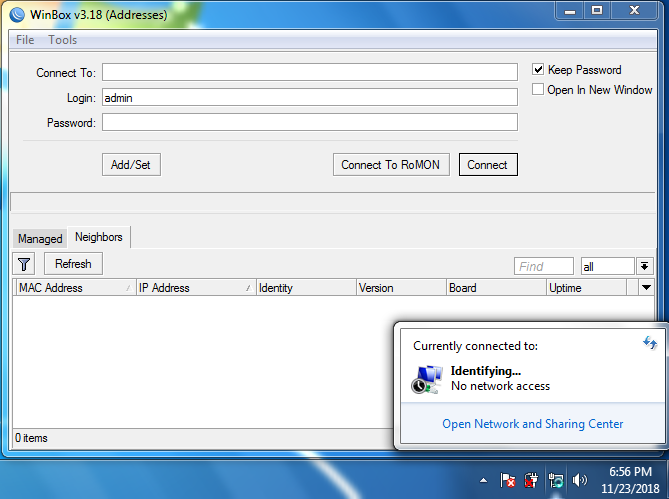 WinBox v3.18 (Addresses)
File Tools
Connect To:
Keep Password
Login: admin
Open In New Window
Password:
Add/Set Connect To RoMON Connect
Managed Neighbors
Refresh Find all
MAC Address IP Address Identity Version Board Uptime
Currently connected to:
Identifying...
No network access
Open Network and Sharing Center
0 items
6:56 PM
11/23/2018